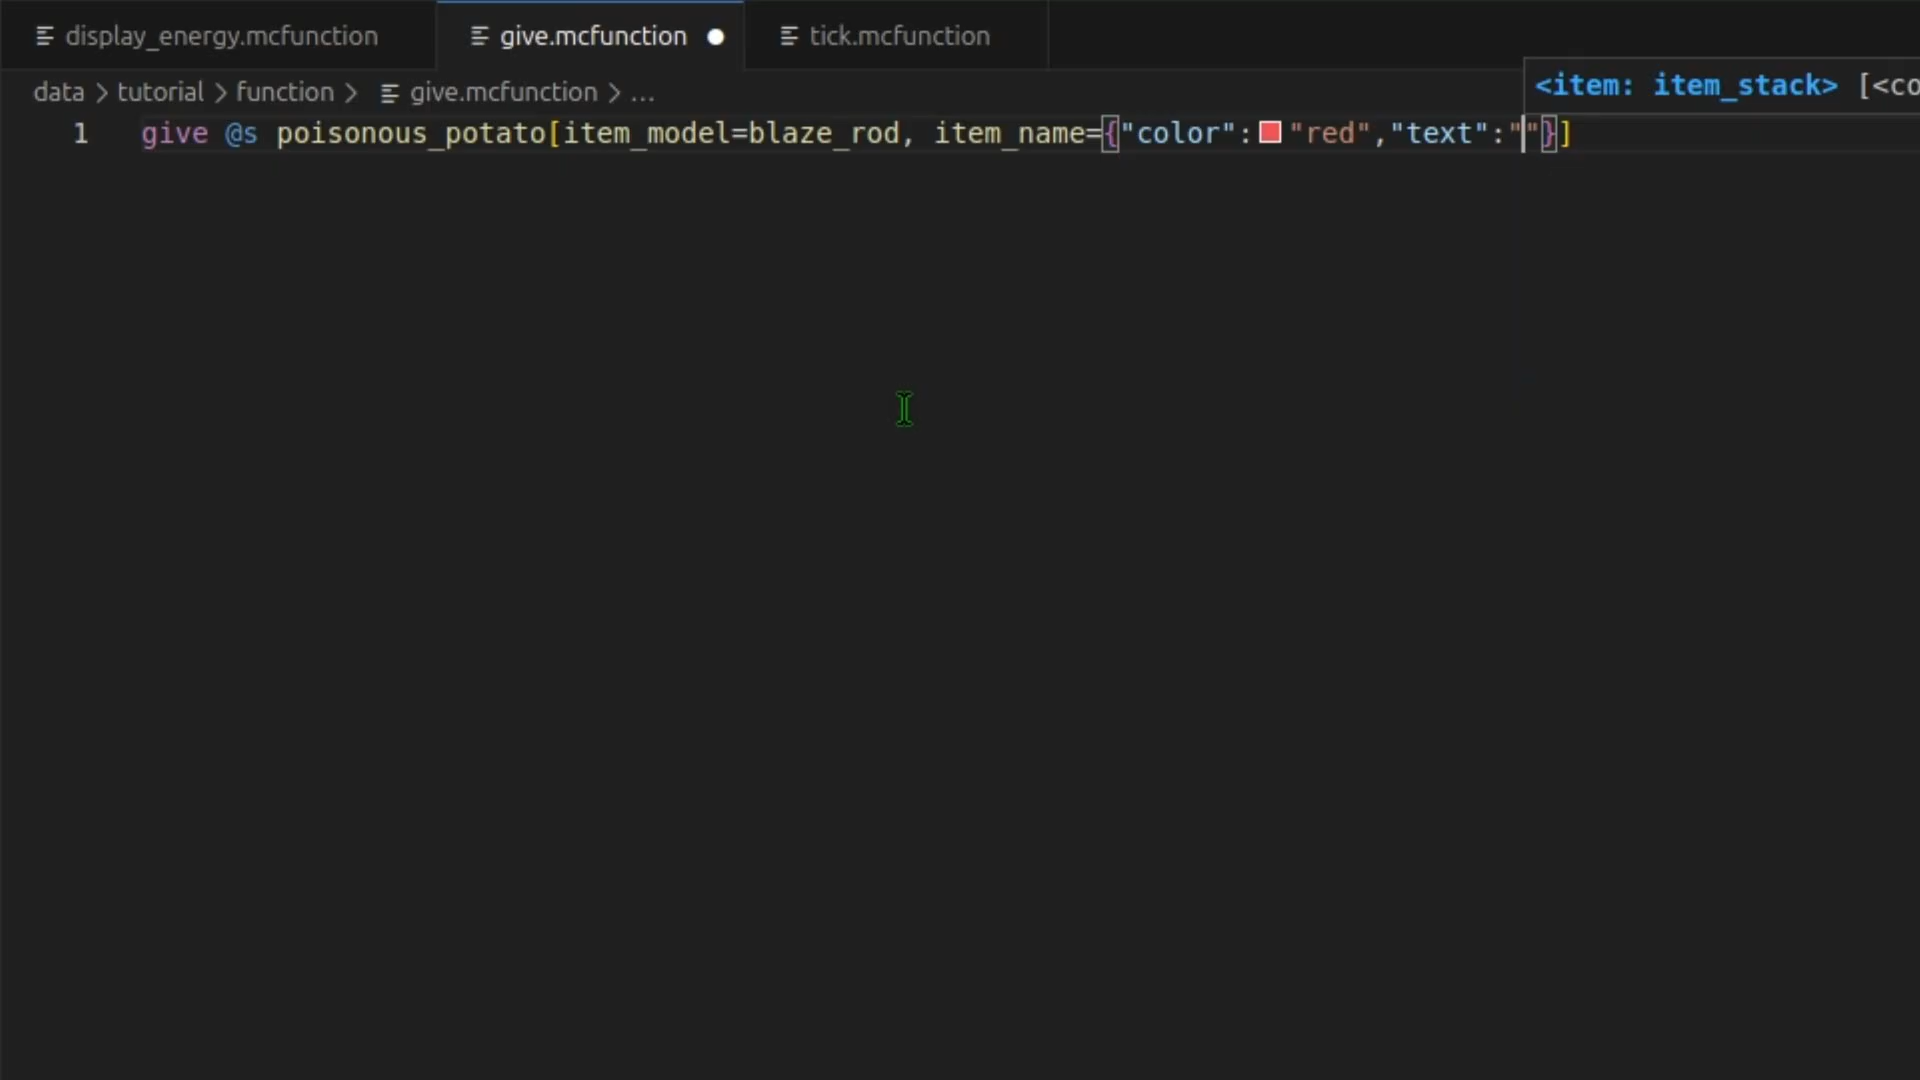 display_energy.mcfunction give.mcfunction tick.mcfunction
data > tutorial > function > give.mcfunction > ...
<item: item_stack> [<co
1 give @s poisonous_potato[item_model=blaze_rod, item_name={"color":"red","text":""}]